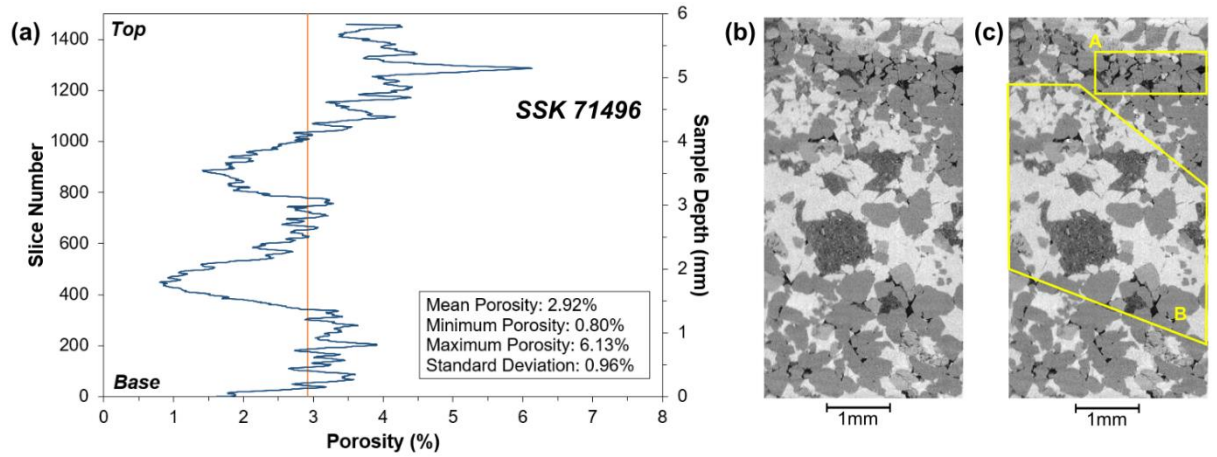 (a)
Top
SSK 71496
Slice Number
1400
1200
1000
800
600
400
200
0
Base
Mean Porosity: 2.92%
Minimum Porosity: 0.80%
Maximum Porosity: 6.13%
Standard Deviation: 0.96%
6
5
4
3
2
1
0
Sample Depth (mm)
0 1 2 3 4 5 6 7 8
Porosity (%)
(b)
1mm
(c)
A
B
1mm